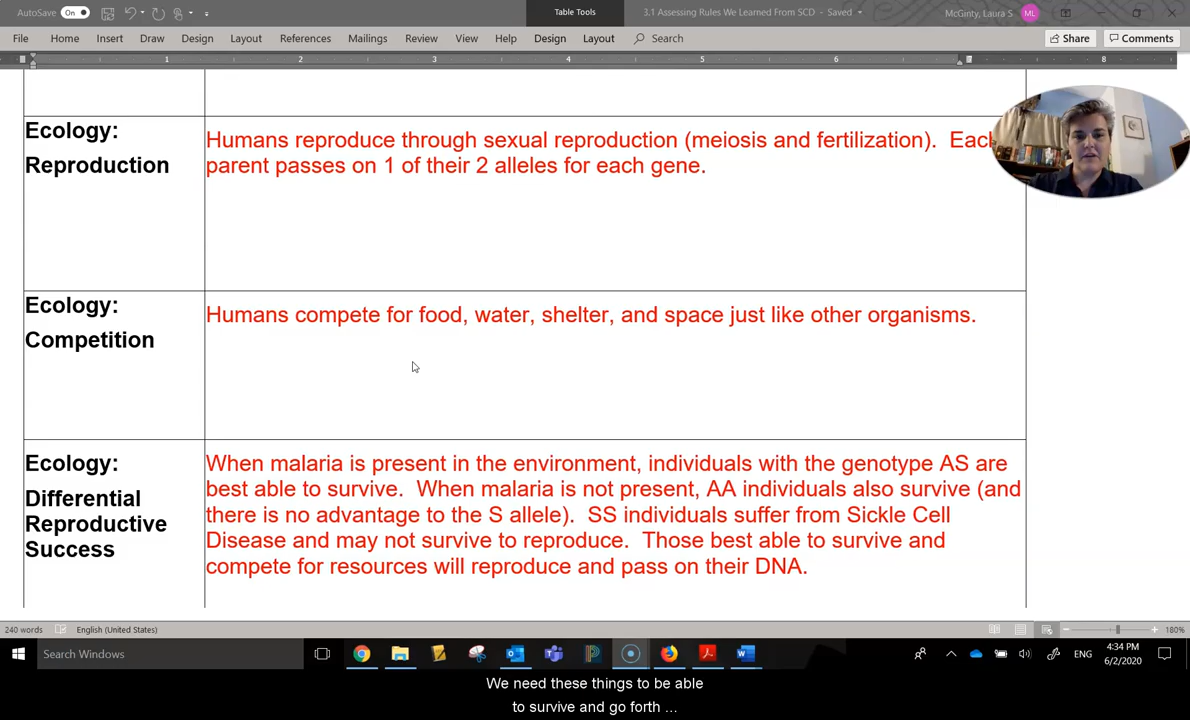 AutoSave On
Table Tools
3.1 Assessing Rules We Learned From SCD - Saved
McGinty, Laura S ML
File Home Insert Draw Design Layout References Mailings Review View Help Design Layout Search Share Comments
1 2 3 4 5 6 8
Ecology:
Reproduction
Humans reproduce through sexual reproduction (meiosis and fertilization). Each
parent passes on 1 of their 2 alleles for each gene.
Ecology:
Competition
Humans compete for food, water, shelter, and space just like other organisms.
Ecology:
Differential
Reproductive
Success
When malaria is present in the environment, individuals with the genotype AS are
best able to survive. When malaria is not present, AA individuals also survive (and
there is no advantage to the S allele). SS individuals suffer from Sickle Cell
Disease and may not survive to reproduce. Those best able to survive and
compete for resources will reproduce and pass on their DNA.
240 words English (United States) 180%
Search Windows
ENG
4:34 PM
6/2/2020
We need these things to be able
to survive and go forth ...